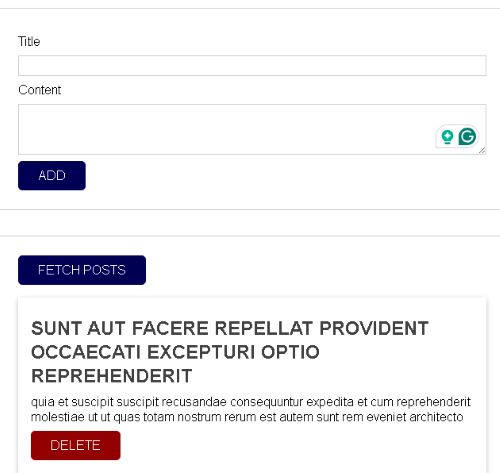 Title
Content
ADD
FETCH POSTS
SUNT AUT FACERE REPELLAT PROVIDENT
OCCAECATI EXCEPTURI OPTIO
REPREHENDERIT
quia et suscipit suscipit recusandae consequuntur expedita et cum reprehenderit
molestiae ut ut quas totam nostrum rerum est autem sunt rem eveniet architecto
DELETE